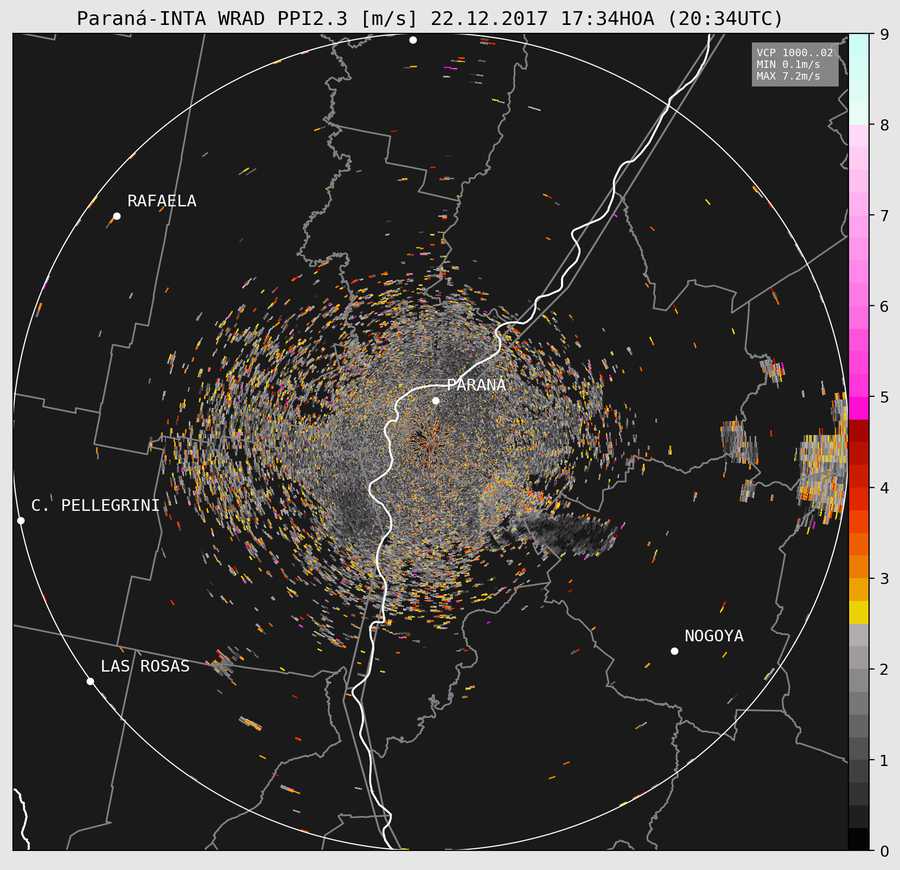 Paraná-INTA WRAD PPI2.3 [m/s] 22.12.2017 17:34HOA (20:34UTC)
VCP 1000..02
MIN 0.1m/s
MAX 7.2m/s
RAFAELA
PARANA
C. PELLEGRINI
NOGOYA
LAS ROSAS
9
8
7
6
5
4
3
2
1
0